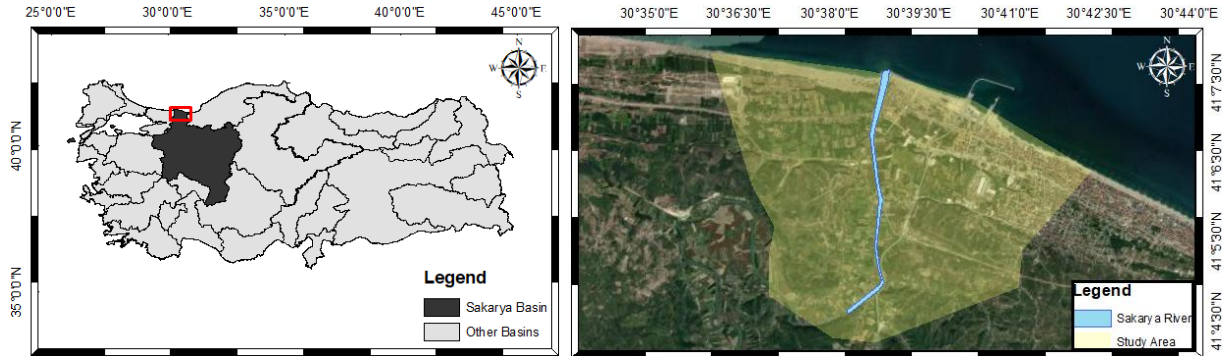 25°0'0"E 30°0'0"E 35°0'0"E 40°0'0"E 45°0'0"E
N
W E
S
40°0'0"N
35°0'0"N
Legend
Sakarya Basin
Other Basins
30°35'0"E 30°36'30"E 30°38'0"E 30°39'30"E 30°41'0"E 30°42'30"E 30°44'0"E
N
W E
S
41°7'30"N
41°6'30"N
41°5'30"N
41°4'30"N
Legend
Sakarya River
Study Area